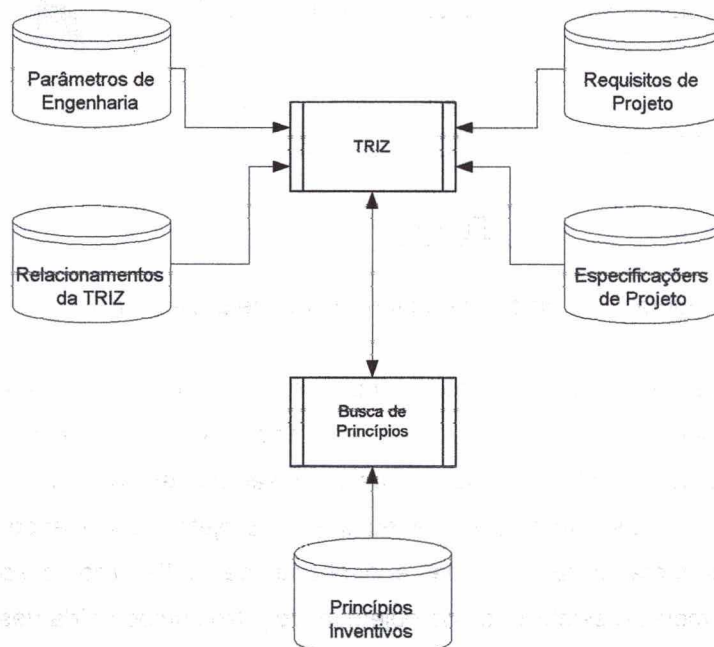 Parâmetros de
Engenharia
Requisitos de
Projeto
TRIZ
Relacionamentos
da TRIZ
Especificaçõers
de Projeto
Busca de
Princípios
Princípios
Inventivos